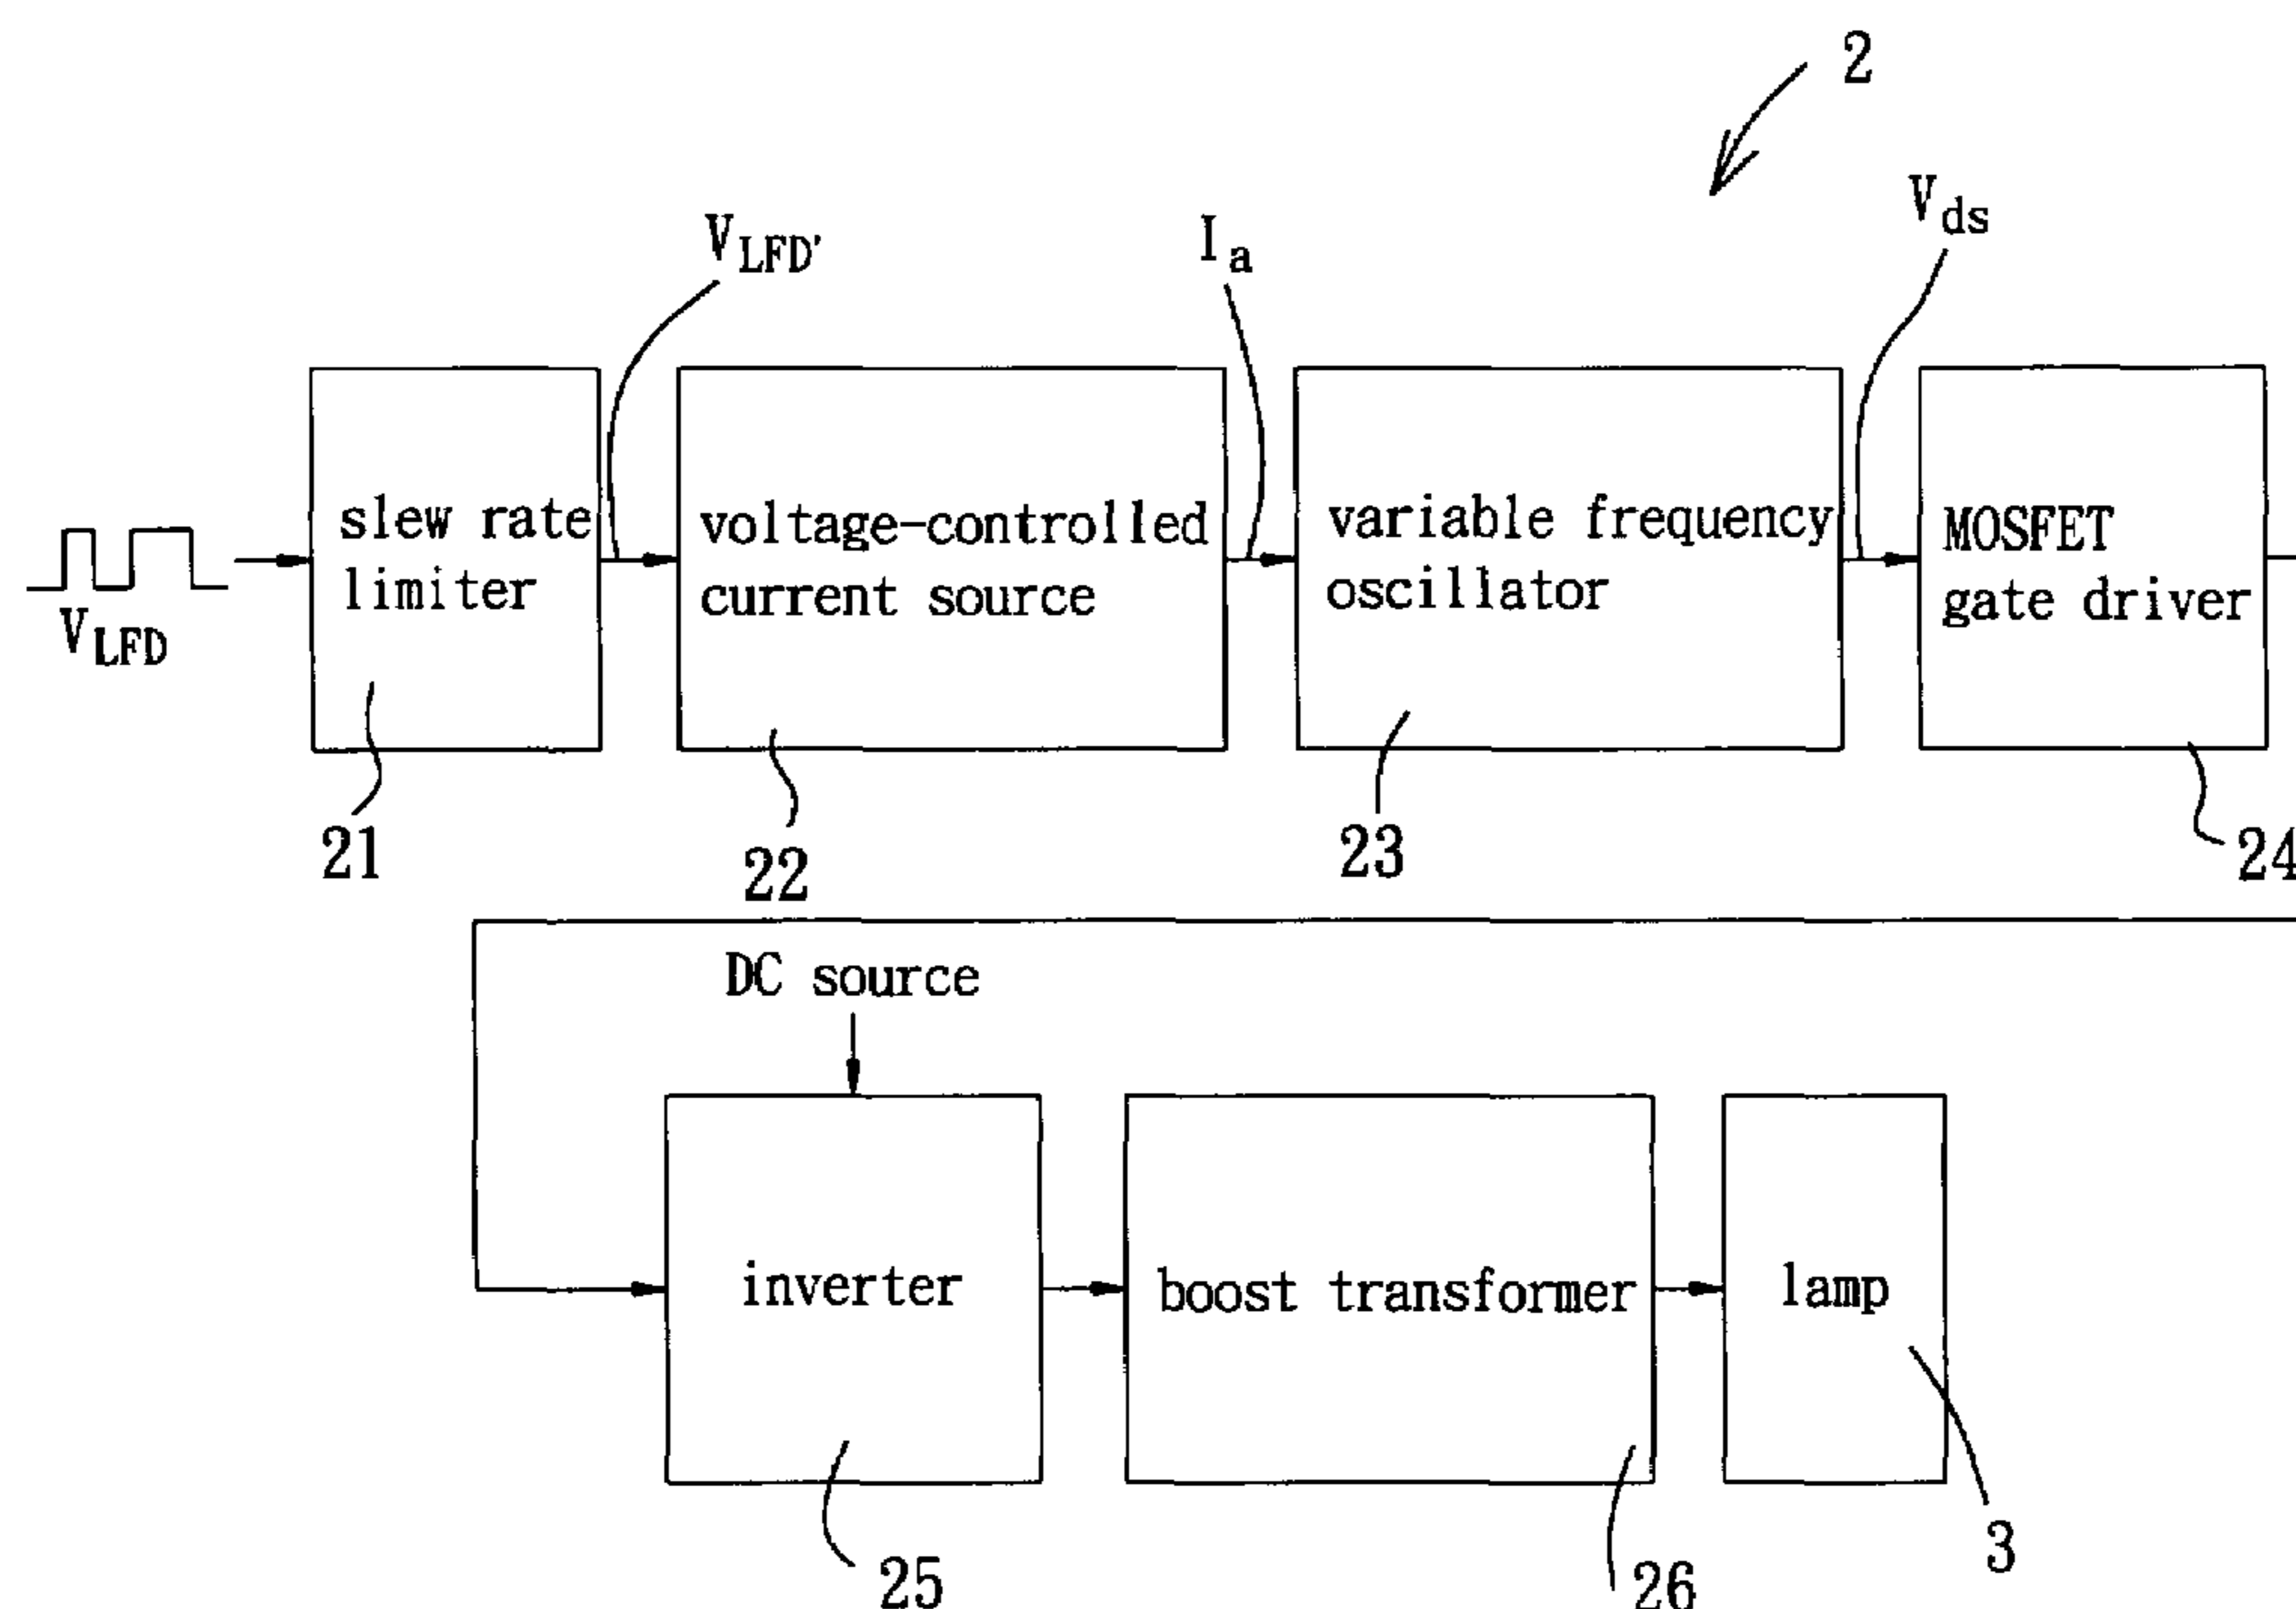 2
V_LFD'
I_a
V_ds
slew rate
limiter
voltage-controlled
current source
variable frequency
oscillator
MOSFET
gate driver
V_LFD
21
22
23
24
DC source
inverter
boost transformer
lamp
25
26
3